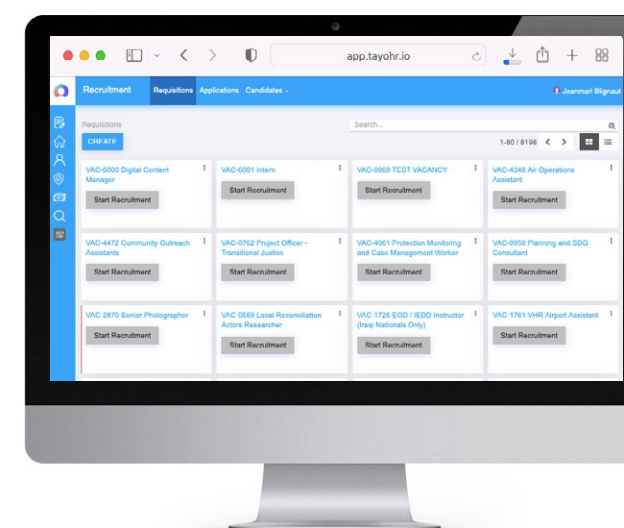 app.tayohr.io
Recruitment Requisitions Applications Candidates
Jeanmari Blignaut
Requisitions Search...
CREATE 1-80 / 8198
VAC-6000 Digital Content
Manager
Start Recruitment
VAC-6001 Intern
Start Recruitment
VAC-0909 TEST VACANCY
Start Recruitment
VAC-4340 Air Operations
Assistant
Start Recruitment
VAC-4472 Community Outreach
Assistants
Start Recruitment
VAC-0762 Project Officer -
Transitional Justice
Start Recruitment
VAC-4061 Protection Monitoring
and Case Management Worker
Start Recruitment
VAC-0950 Planning and SDG
Consultant
Start Recruitment
VAC 2870 Senior Photographer
Start Recruitment
VAC 0569 Local Reconciliation
Actors Researcher
Start Recruitment
VAC 1725 EOD / IEDD Instructor
(Iraqi Nationals Only)
Start Recruitment
VAC 1761 VHR Airport Assistant
Start Recruitment